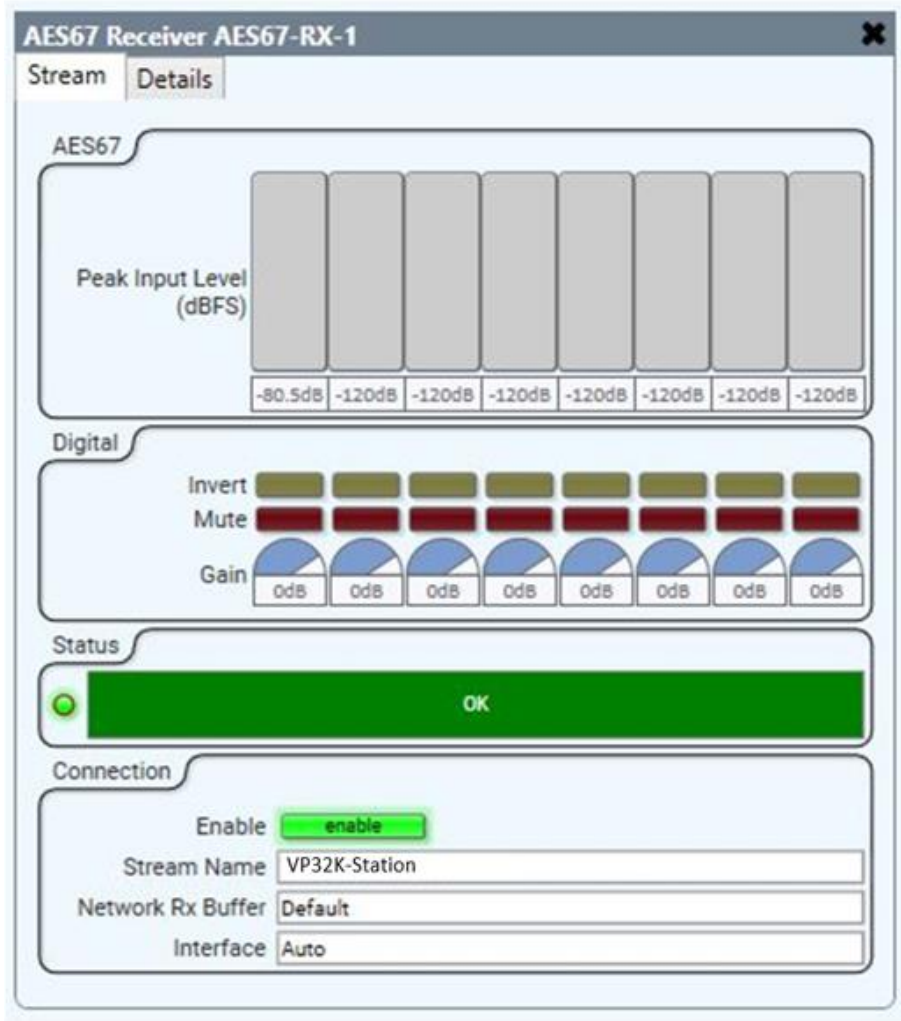 AES67 Receiver AES67-RX-1
Stream Details
AES67
Peak Input Level
(dBFS)
-80.5dB -120dB -120dB -120dB -120dB -120dB -120dB -120dB
Digital
Invert
Mute
Gain
0dB 0dB 0dB 0dB 0dB 0dB 0dB 0dB
Status
OK
Connection
Enable enable
Stream Name VP32K-Station
Network Rx Buffer Default
Interface Auto